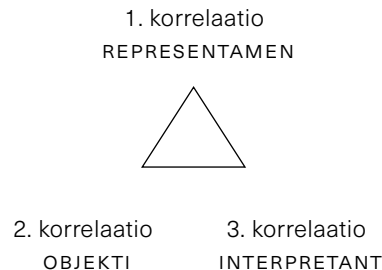 1. korrelaatio
REPRESENTAMEN
2. korrelaatio
OBJEKTI
3. korrelaatio
INTERPRETANT